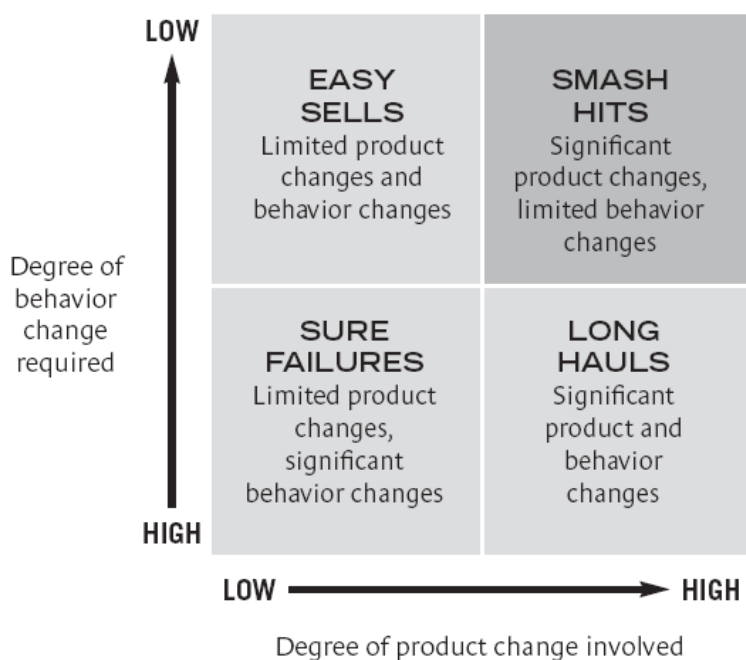 LOW
EASY
SELLS
Limited product
changes and
behavior changes
SMASH
HITS
Significant
product changes,
limited behavior
changes
Degree of
behavior
change
required
SURE
FAILURES
Limited product
changes,
significant
behavior changes
LONG
HAULS
Significant
product and
behavior
changes
HIGH
LOW
HIGH
Degree of product change involved